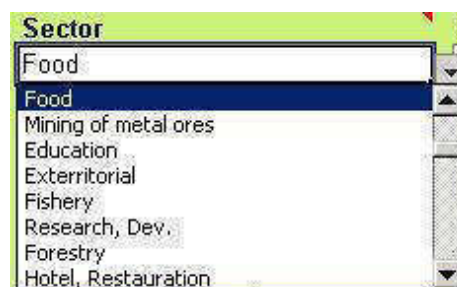 Sector
Food
Food
Mining of metal ores
Education
Exterritorial
Fishery
Research, Dev.
Forestry
Hotel, Restauration